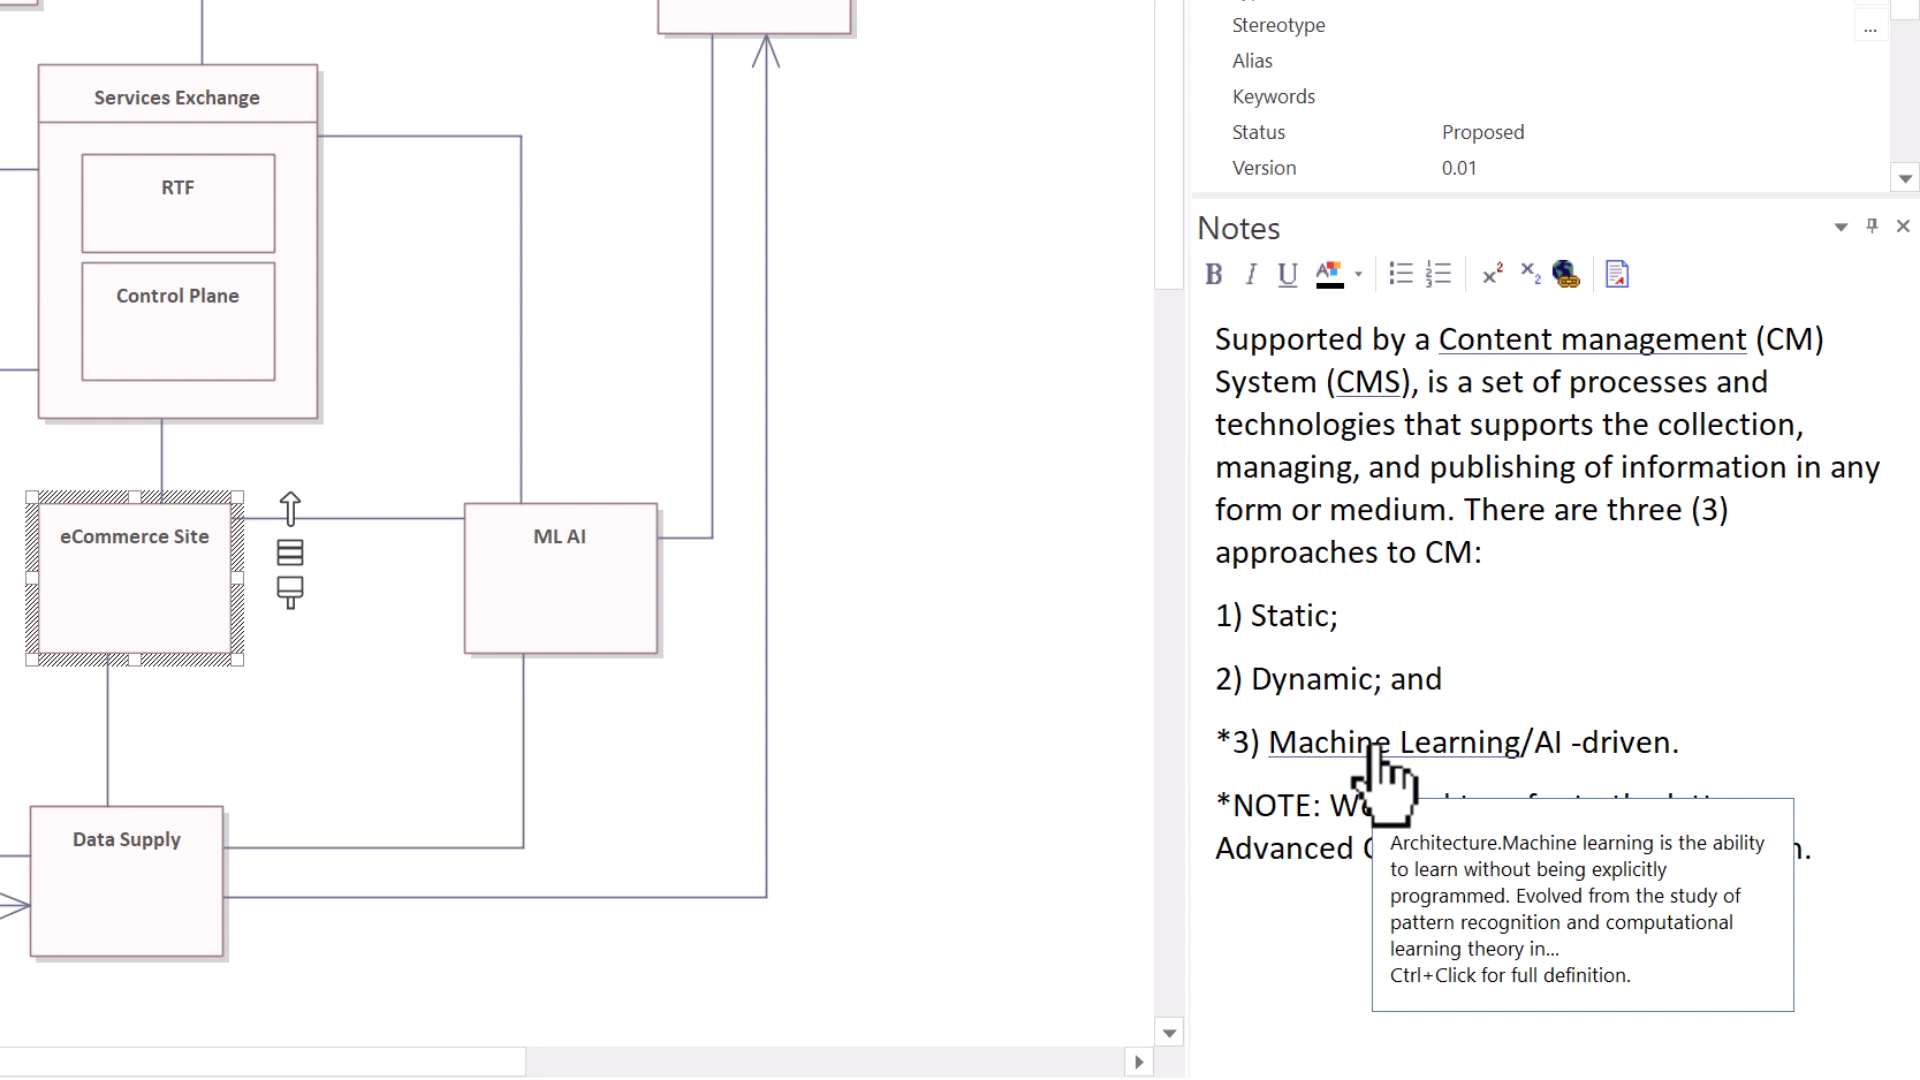 Services Exchange
RTF
Control Plane
eCommerce Site
ML AI
Data Supply
Stereotype
...
Alias
Keywords
Status Proposed
Version 0.01
Notes
B I U A x² x₂
Supported by a Content management (CM)
System (CMS), is a set of processes and
technologies that supports the collection,
managing, and publishing of information in any
form or medium. There are three (3)
approaches to CM:
1) Static;
2) Dynamic; and
*3) Machine Learning/AI -driven.
*NOTE:
Advanced
Architecture.Machine learning is the ability
to learn without being explicitly
programmed. Evolved from the study of
pattern recognition and computational
learning theory in...
Ctrl+Click for full definition.